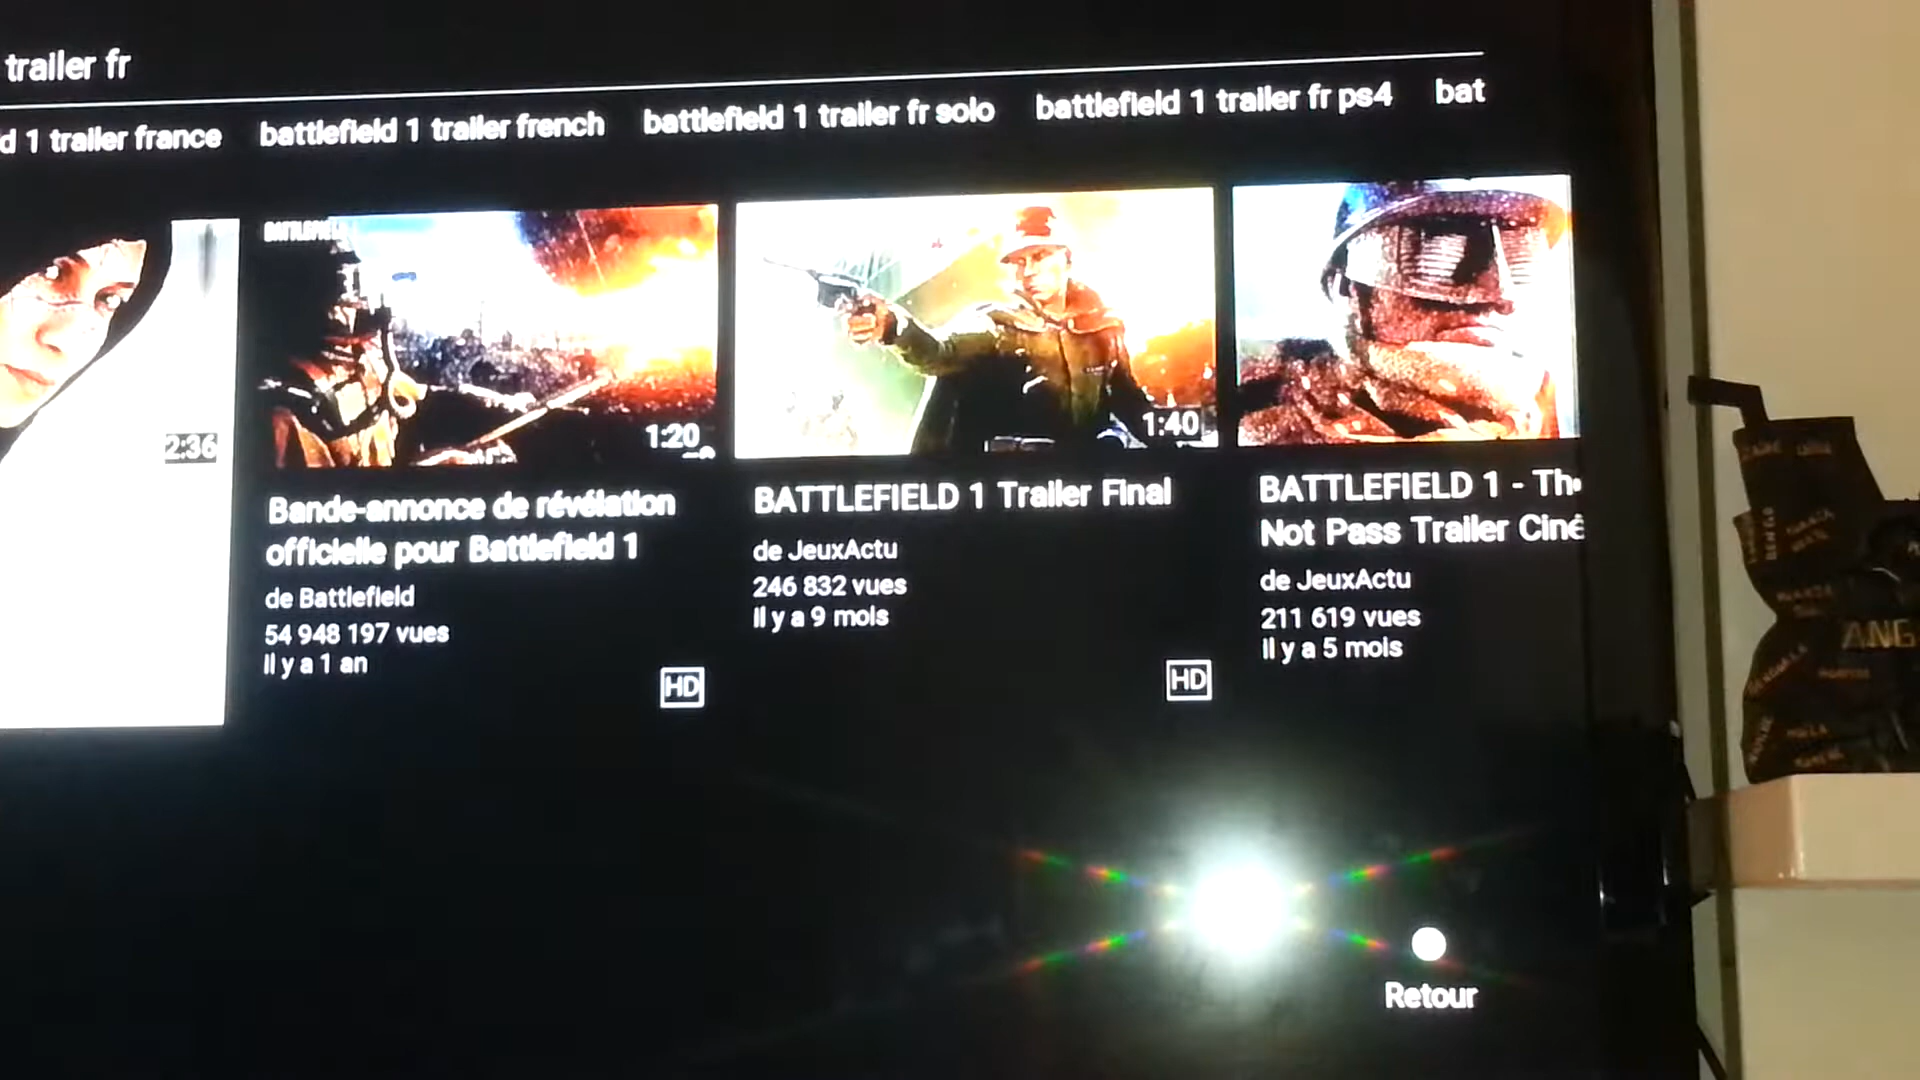 trailer fr
d 1 trailer france battlefield 1 trailer french battlefield 1 trailer fr solo battlefield 1 trailer fr ps4 bat
BATTLEFIEL
2:36
1:20
1:40
Bande-annonce de révélation
officielle pour Battlefield 1
de Battlefield
54 948 197 vues
Il y a 1 an
HD
BATTLEFIELD 1 Trailer Final
de JeuxActu
246 832 vues
Il y a 9 mois
HD
BATTLEFIELD 1 - The
Not Pass Trailer Ciné
de JeuxActu
211 619 vues
Il y a 5 mois
Retour
ANG